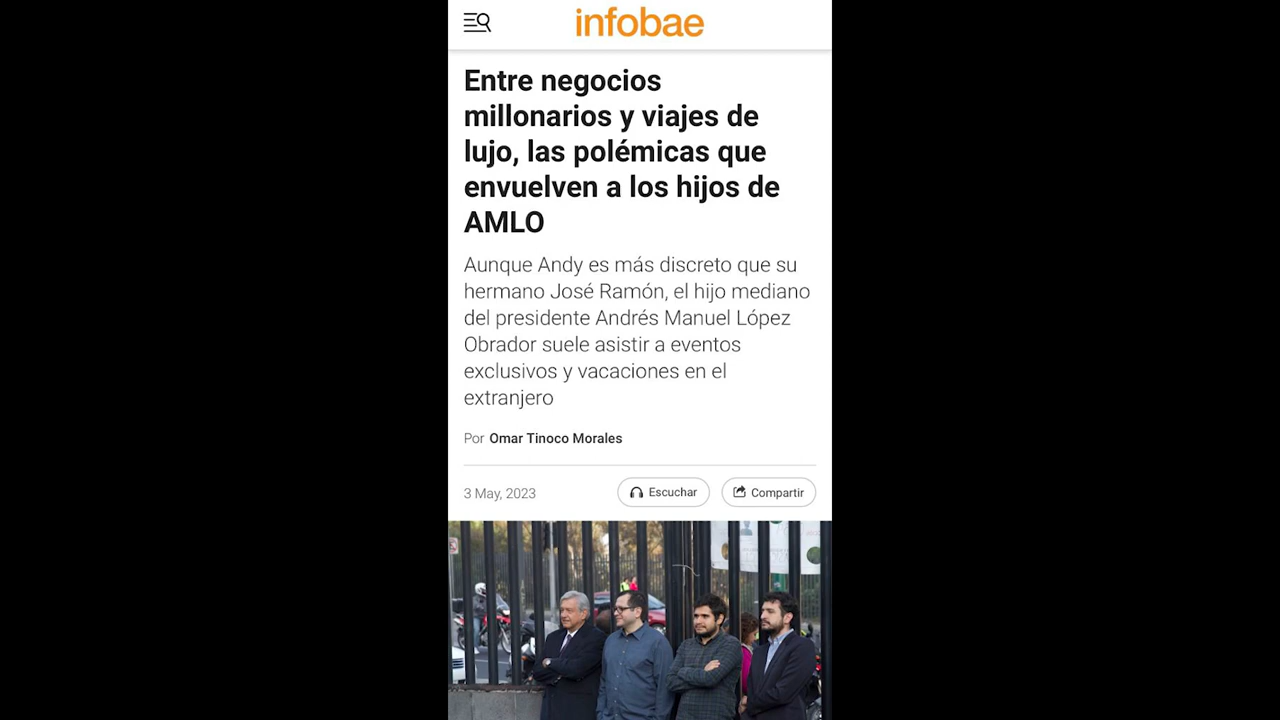 infobae
Entre negocios
millonarios y viajes de
lujo, las polémicas que
envuelven a los hijos de
AMLO
Aunque Andy es más discreto que su
hermano José Ramón, el hijo mediano
del presidente Andrés Manuel López
Obrador suele asistir a eventos
exclusivos y vacaciones en el
extranjero
Por Omar Tinoco Morales
3 May, 2023
Escuchar
Compartir